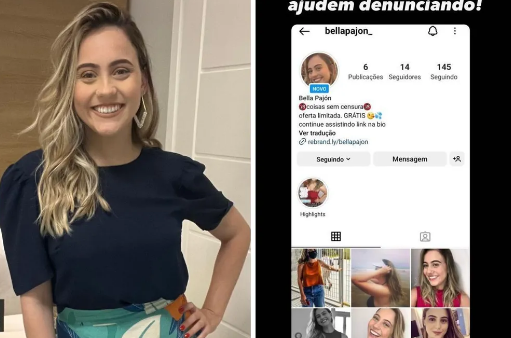 ajudem denunciando!
bellapajon_
6
14
145
Publicações
Seguidores
Seguindo
NOVO
Bella Pajón
🔞coisas sem censura🔞
oferta limitada. GRÁTIS😘💦
continue assistindo link na bio
Ver tradução
rebrand.ly/bellapajon
Seguindo
Mensagem
Highlights